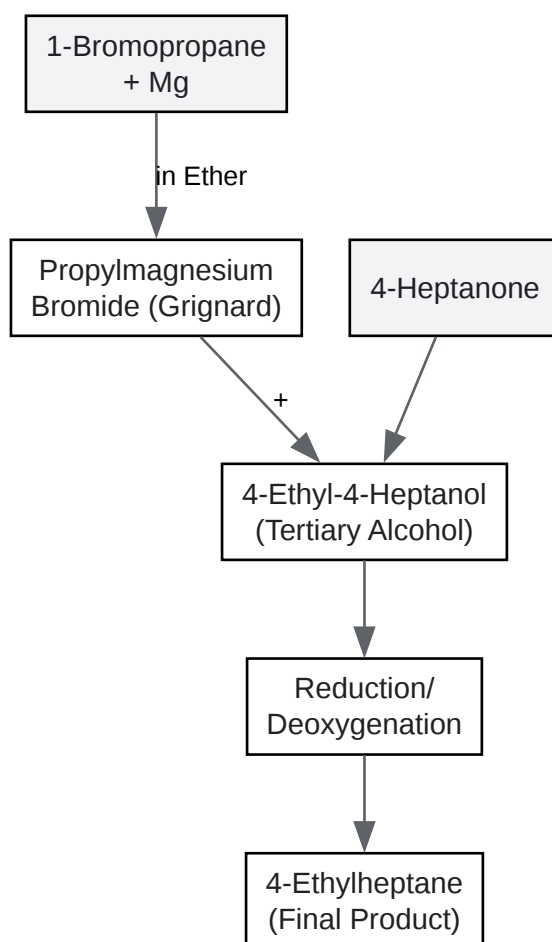 1-Bromopropane
+ Mg
in Ether
Propylmagnesium
Bromide (Grignard)
4-Heptanone
+
4-Ethyl-4-Heptanol
(Tertiary Alcohol)
Reduction/
Deoxygenation
4-Ethylheptane
(Final Product)